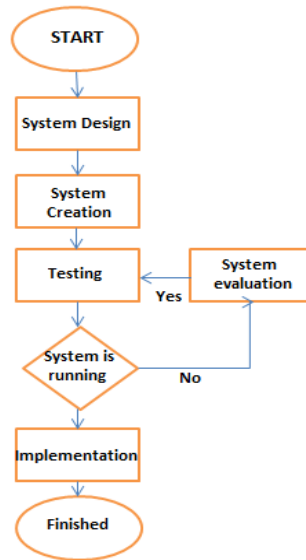 START
System Design
System
Creation
Testing
System
evaluation
Yes
System is
running
No
Implementation
Finished